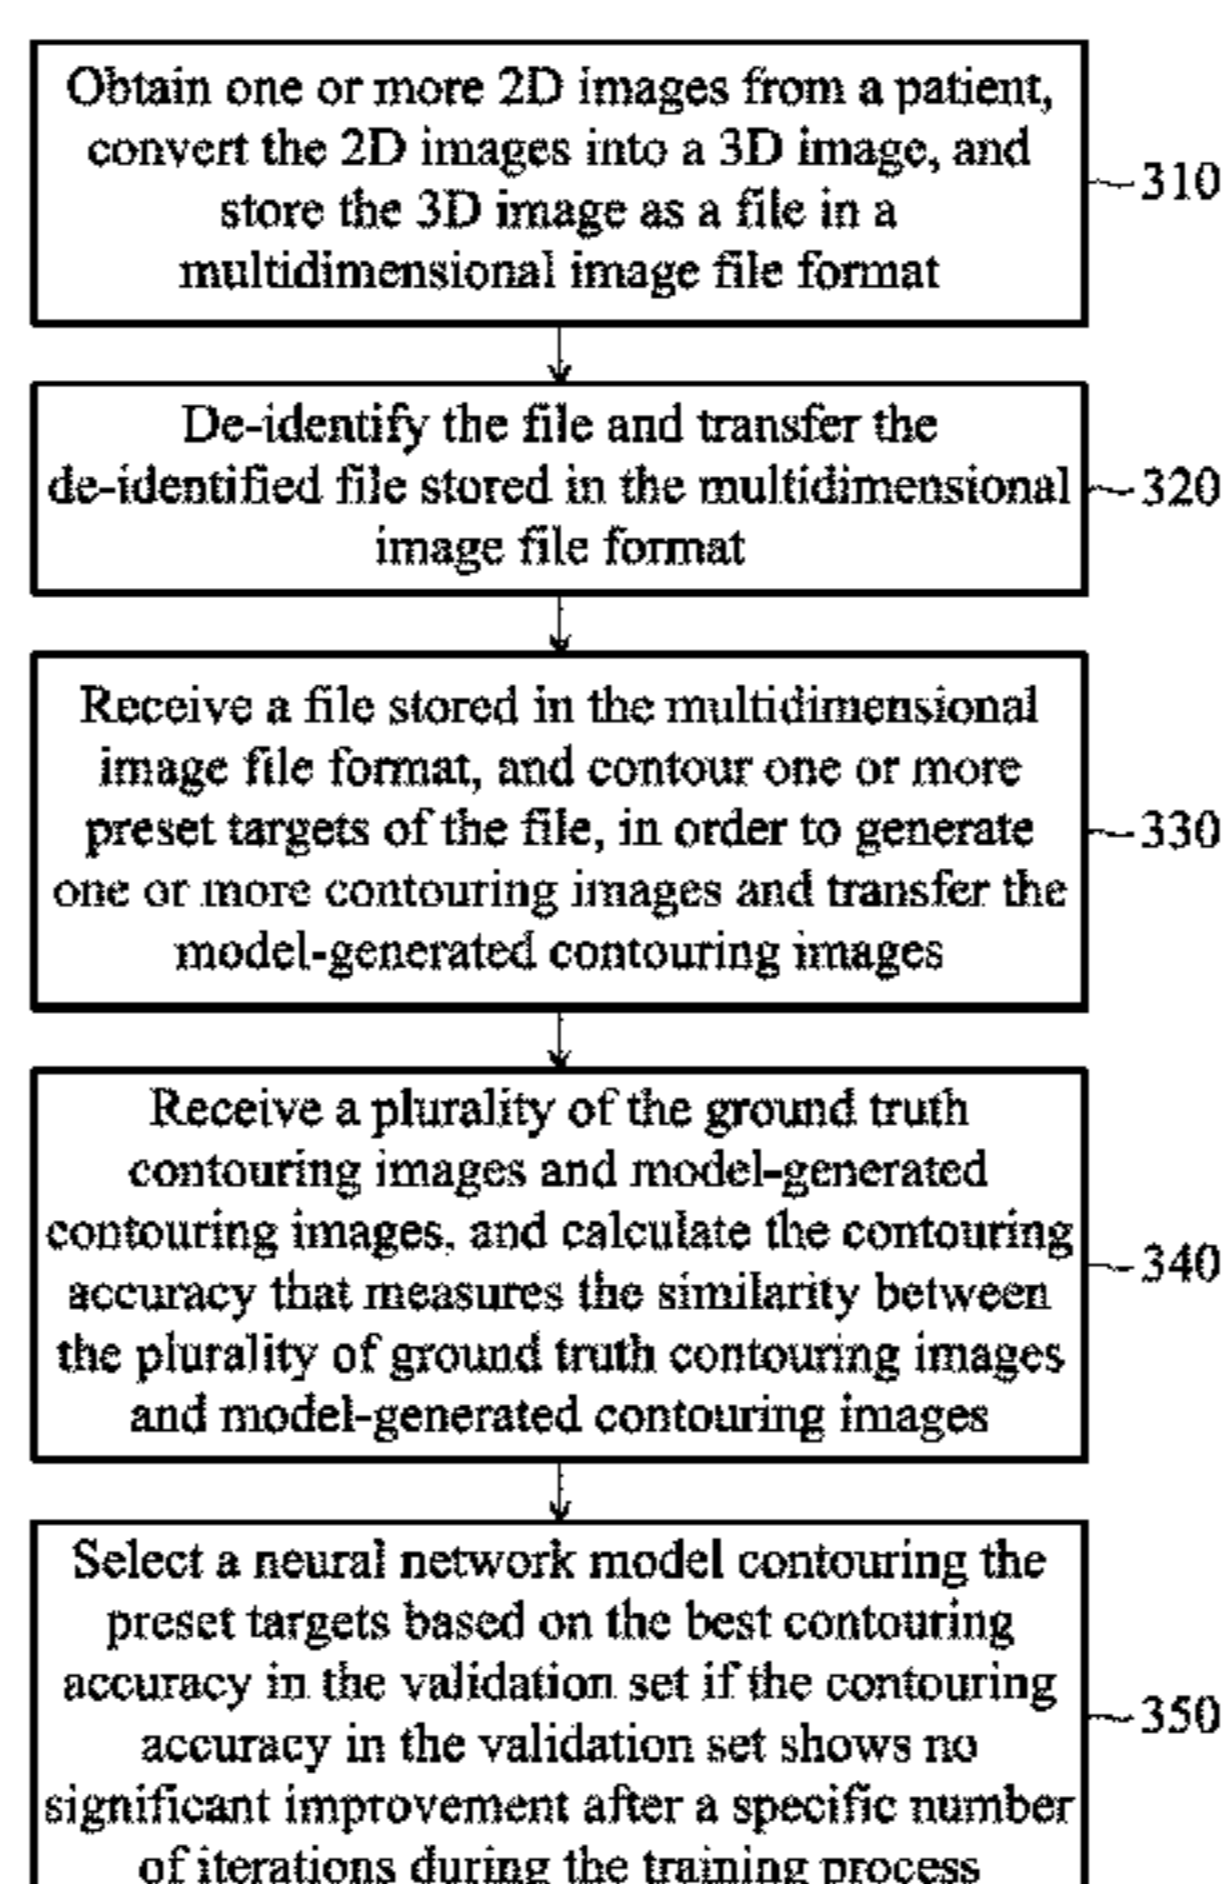 Obtain one or more 2D images from a patient,
convert the 2D images into a 3D image, and
store the 3D image as a file in a
multidimensional image file format
310
De-identify the file and transfer the
de-identified file stored in the multidimensional
image file format
320
Receive a file stored in the multidimensional
image file format, and contour one or more
preset targets of the file, in order to generate
one or more contouring images and transfer the
model-generated contouring images
330
Receive a plurality of the ground truth
contouring images and model-generated
contouring images, and calculate the contouring
accuracy that measures the similarity between
the plurality of ground truth contouring images
and model-generated contouring images
340
Select a neural network model contouring the
preset targets based on the best contouring
accuracy in the validation set if the contouring
accuracy in the validation set shows no
significant improvement after a specific number
of iterations during the training process
350